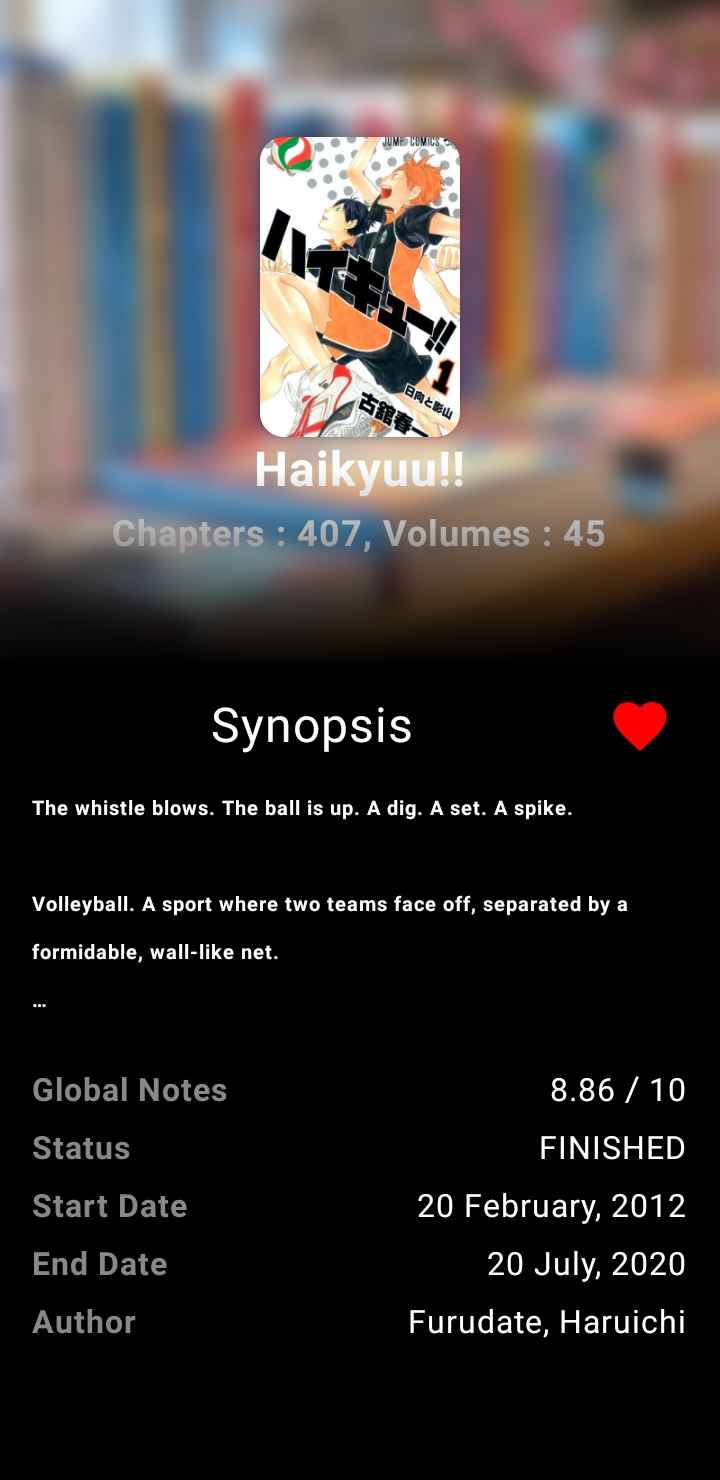 JUMP COMICS
ハイキュー!!
1
日向と影山
古舘春一
Haikyuu!!
Chapters : 407, Volumes : 45
Synopsis
The whistle blows. The ball is up. A dig. A set. A spike.
Volleyball. A sport where two teams face off, separated by a
formidable, wall-like net.
…
Global Notes 8.86 / 10
Status FINISHED
Start Date 20 February, 2012
End Date 20 July, 2020
Author Furudate, Haruichi